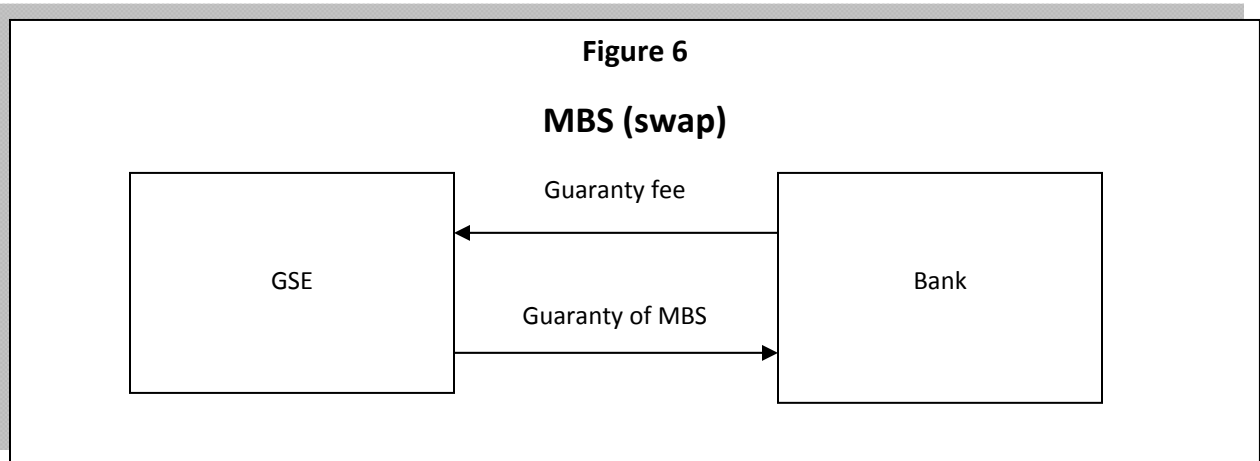 Figure 6
MBS (swap)
Guaranty fee
GSE
Bank
Guaranty of MBS